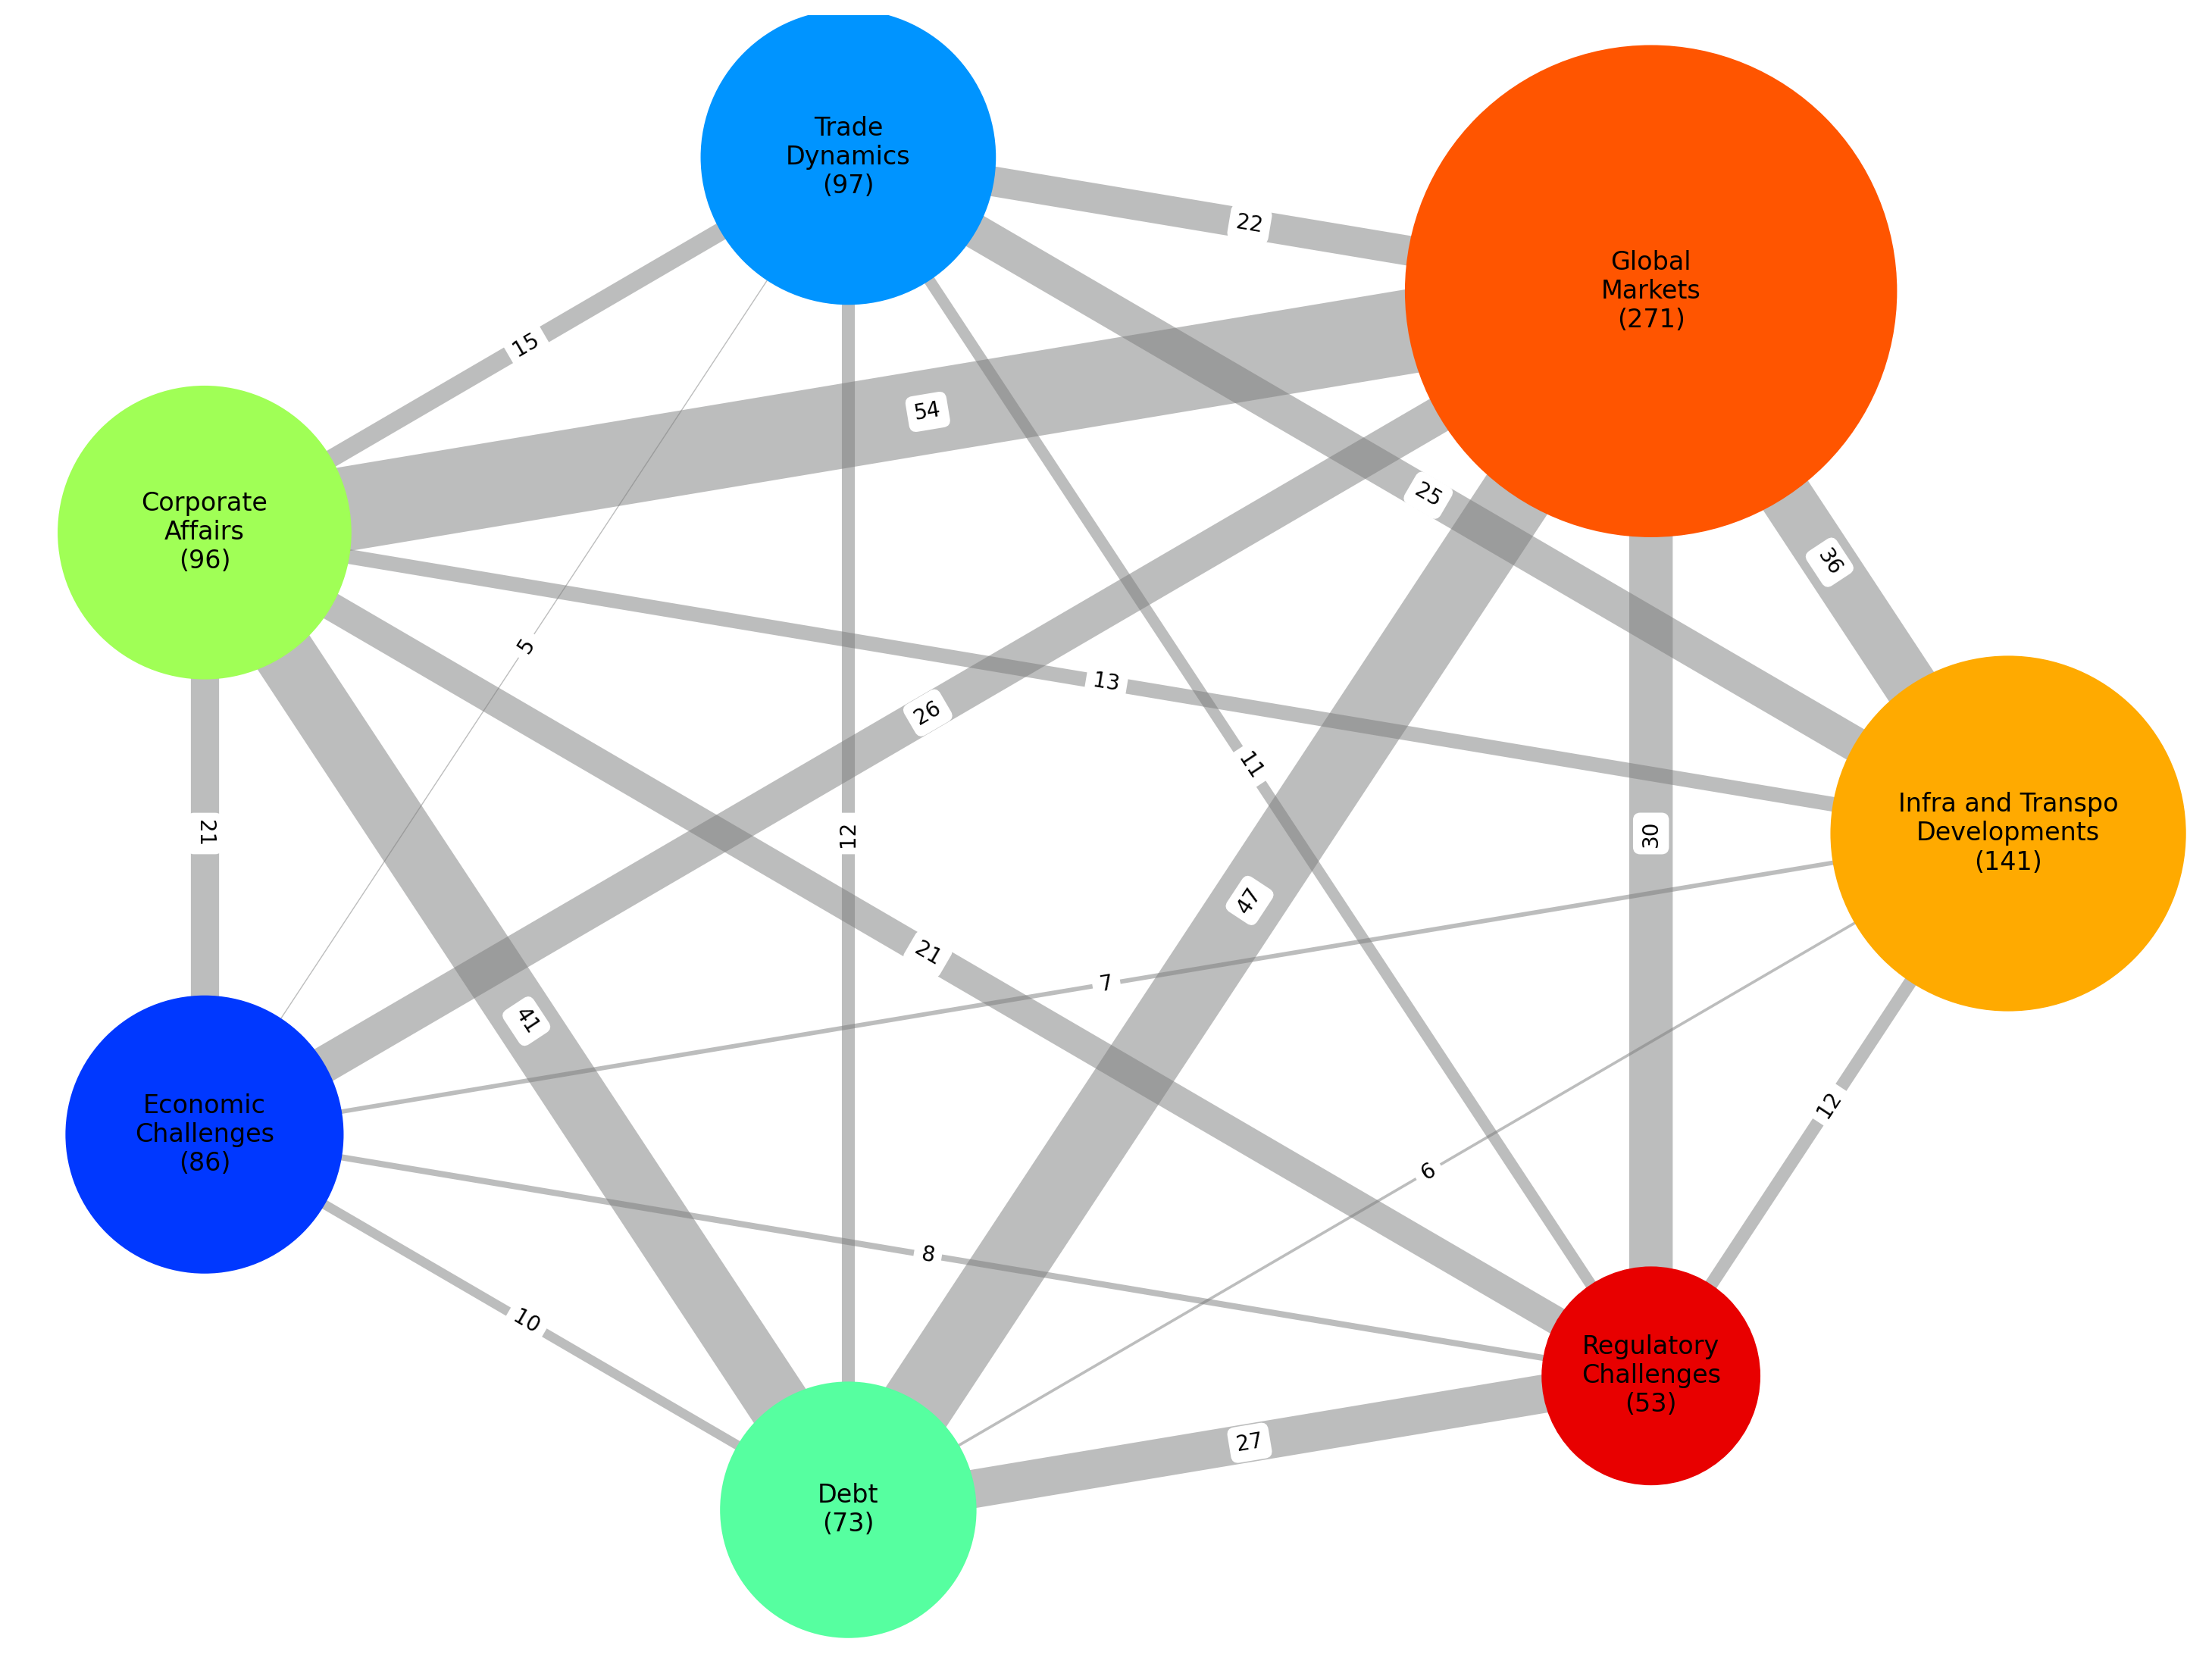 Trade
Dynamics
(97)
22
Global
Markets
(271)
15
54
25
36
Corporate
Affairs
(96)
5
13
26
11
21
12
30
Infra and Transpo
Developments
(141)
47
21
7
41
Economic
Challenges
(86)
12
6
8
10
Regulatory
Challenges
(53)
27
Debt
(73)